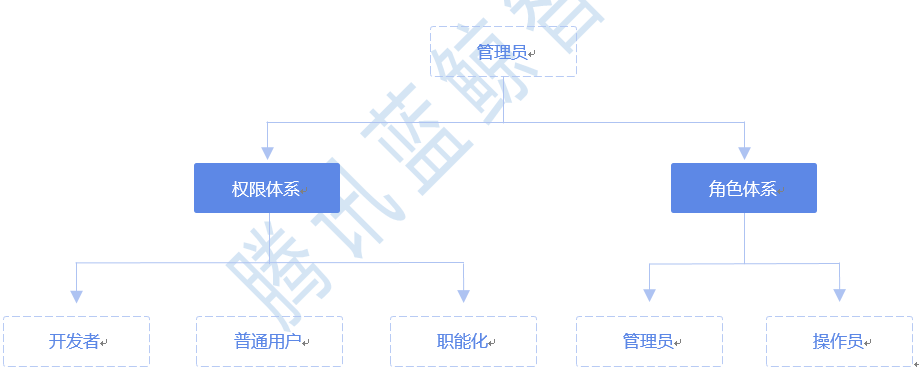 管理员
权限体系
角色体系
开发者
普通用户
职能化
管理员
操作员
腾讯蓝鲸智